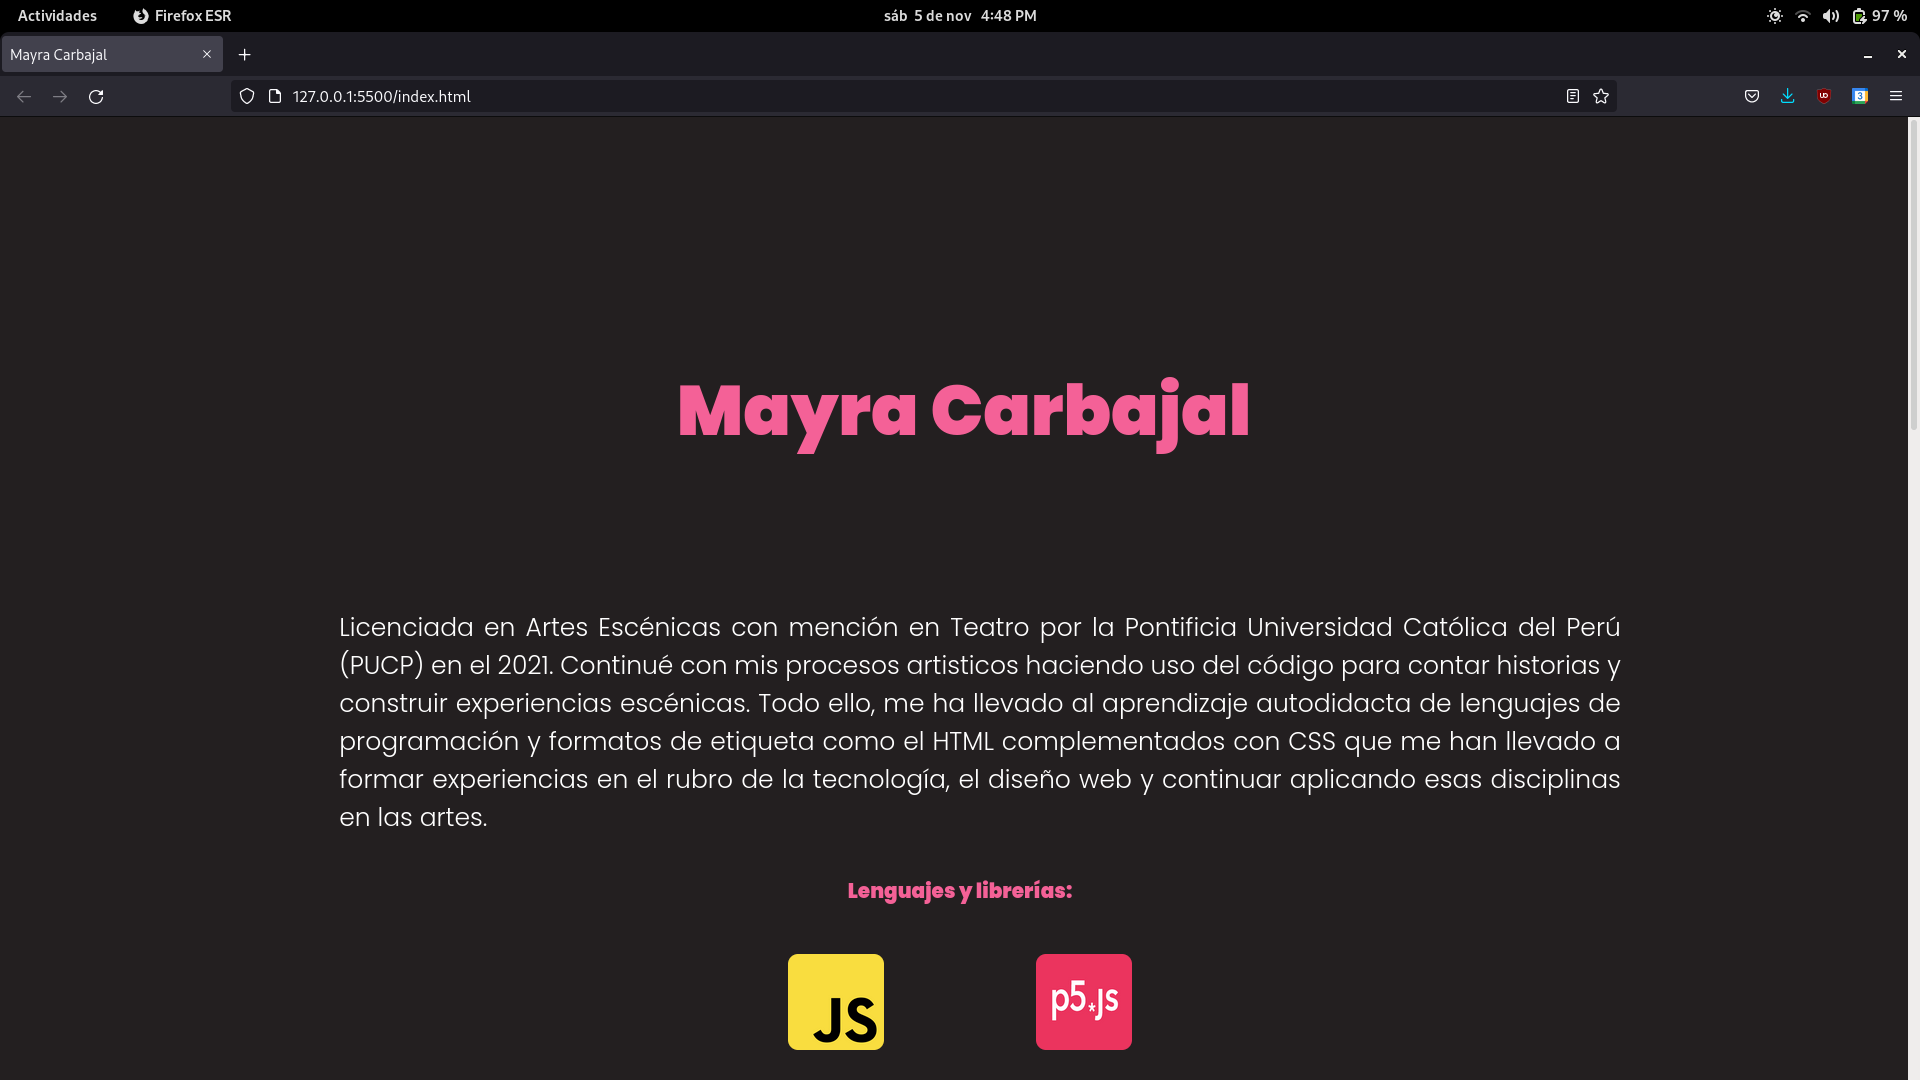 Actividades
Firefox ESR
sáb 5 de nov 4:48 PM
97 %
Mayra Carbajal
127.0.0.1:5500/index.html
Mayra Carbajal
Licenciada en Artes Escénicas con mención en Teatro por la Pontificia Universidad Católica del Perú
(PUCP) en el 2021. Continué con mis procesos artisticos haciendo uso del código para contar historias y
construir experiencias escénicas. Todo ello, me ha llevado al aprendizaje autodidacta de lenguajes de
programación y formatos de etiqueta como el HTML complementados con CSS que me han llevado a
formar experiencias en el rubro de la tecnología, el diseño web y continuar aplicando esas disciplinas
en las artes.
Lenguajes y librerías:
JS
p5*js